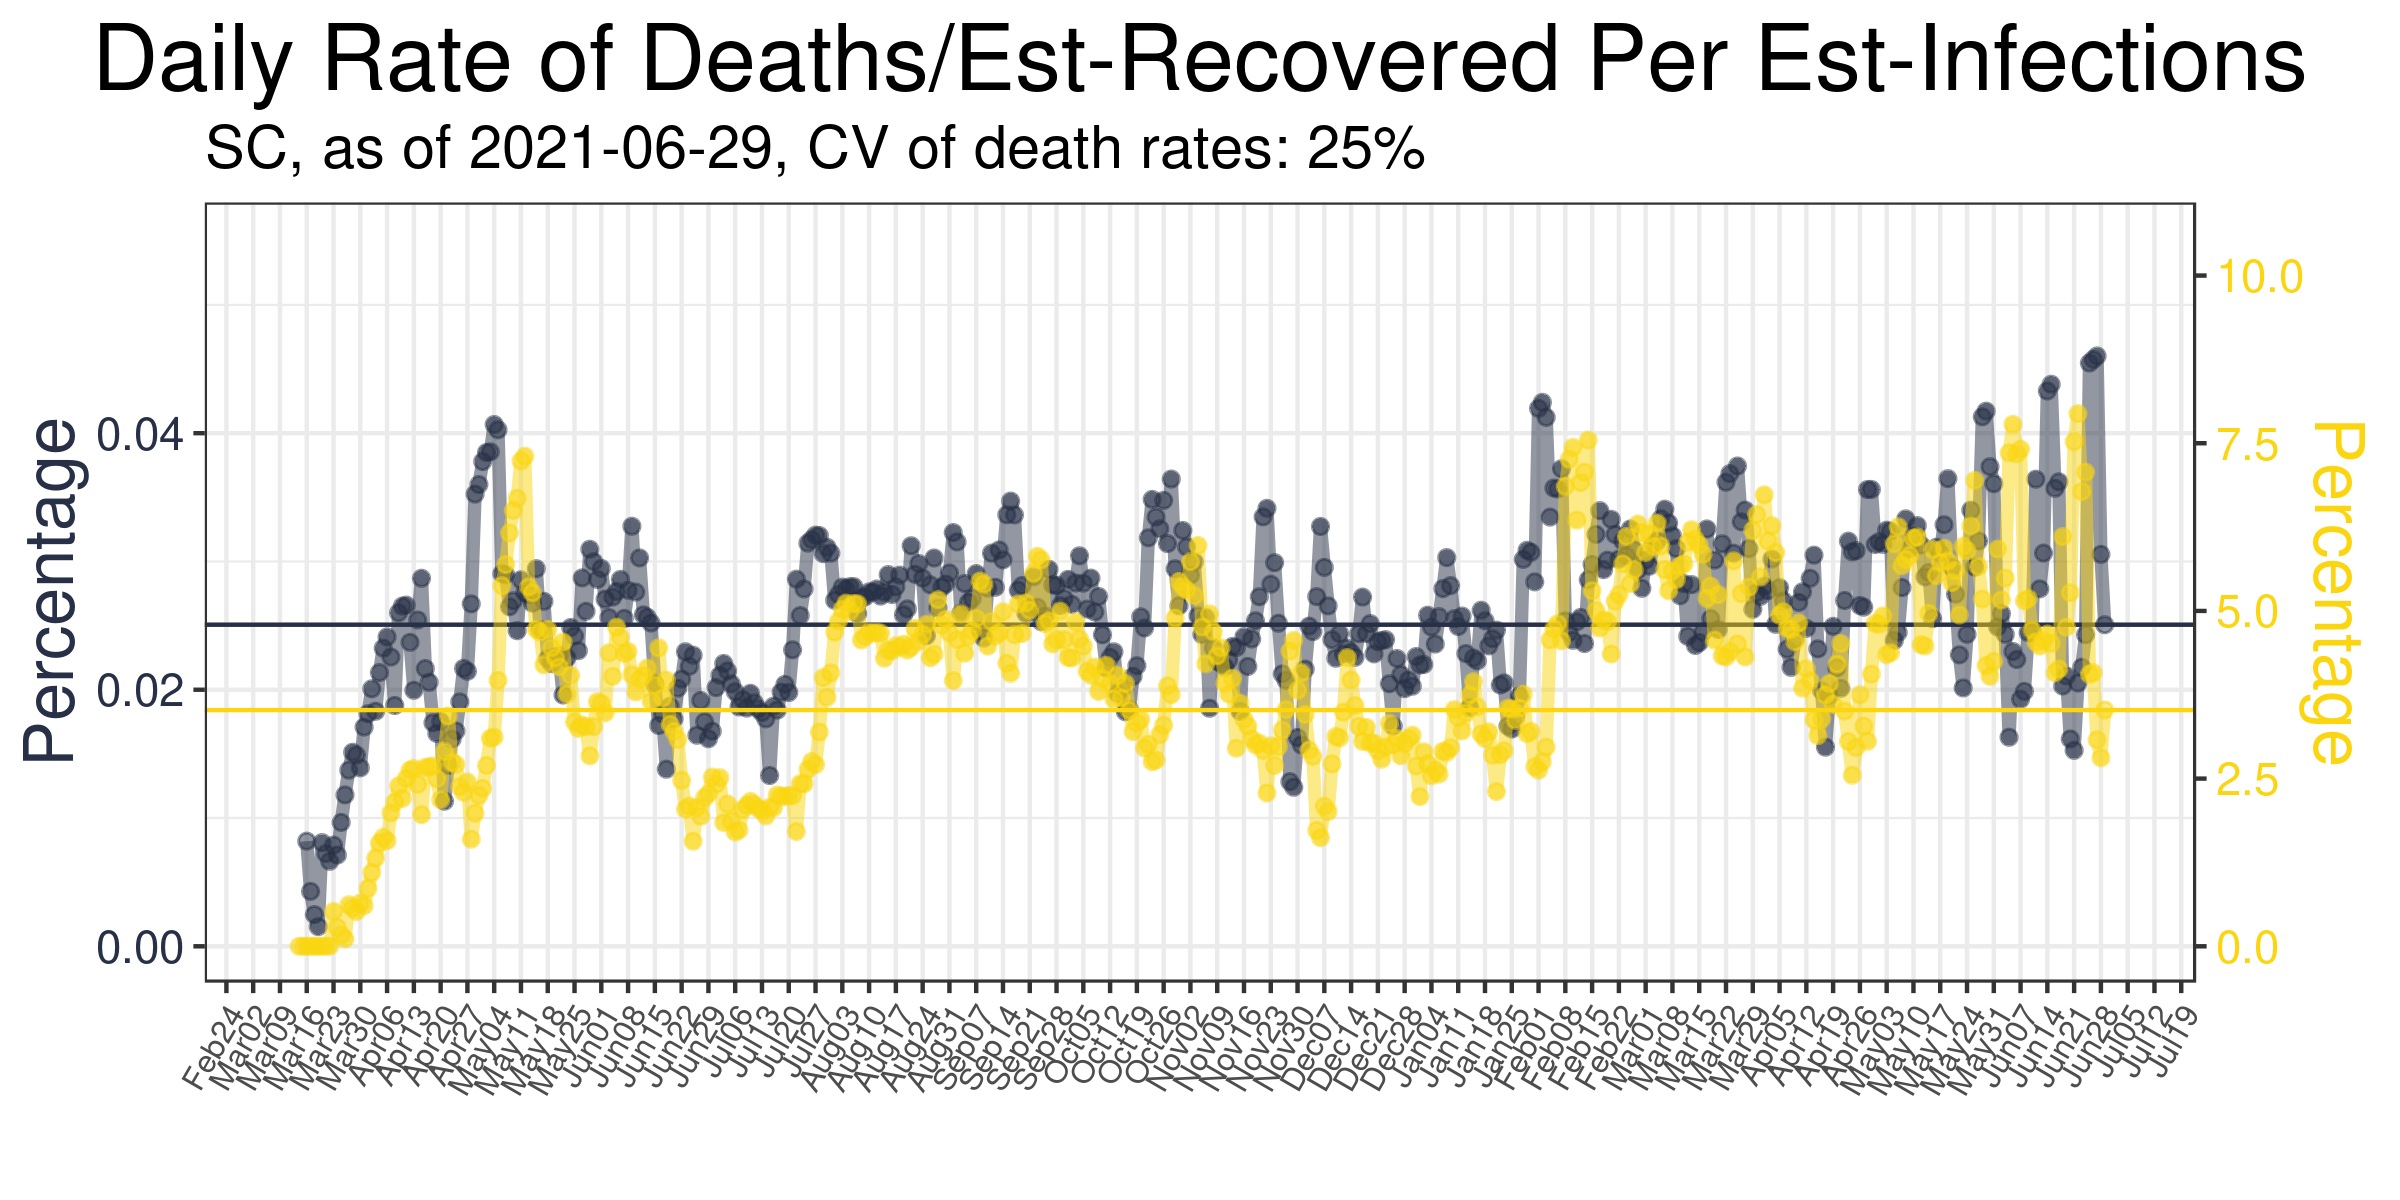 Daily Rate of Deaths/Est-Recovered Per Est-Infections
SC, as of 2021-06-29, CV of death rates: 25%
Percentage
0.04
0.02
0.00
10.0
7.5
5.0
2.5
0.0
Percentage
Feb24
Mar02
Mar09
Mar16
Mar23
Mar30
Apr06
Apr13
Apr20
Apr27
May04
May11
May18
May25
Jun01
Jun08
Jun15
Jun22
Jun29
Jul06
Jul13
Jul20
Jul27
Aug03
Aug10
Aug17
Aug24
Aug31
Sep07
Sep14
Sep21
Sep28
Oct05
Oct12
Oct19
Oct26
Nov02
Nov09
Nov16
Nov23
Nov30
Dec07
Dec14
Dec21
Dec28
Jan04
Jan11
Jan18
Jan25
Feb01
Feb08
Feb15
Feb22
Mar01
Mar08
Mar15
Mar22
Mar29
Apr05
Apr12
Apr19
Apr26
May03
May10
May17
May24
May31
Jun07
Jun14
Jun21
Jun28
Jul05
Jul12
Jul19